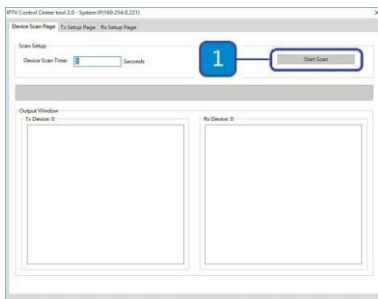 IPTV Control Center tool 2.0 - System IP(169.254.0.221)
Device Scan Page Tx Setup Page Rx Setup Page
Scan Setup
Device Scan Time: Seconds
1
Start Scan
Output Window
Tx Device: 0
Rx Device: 0